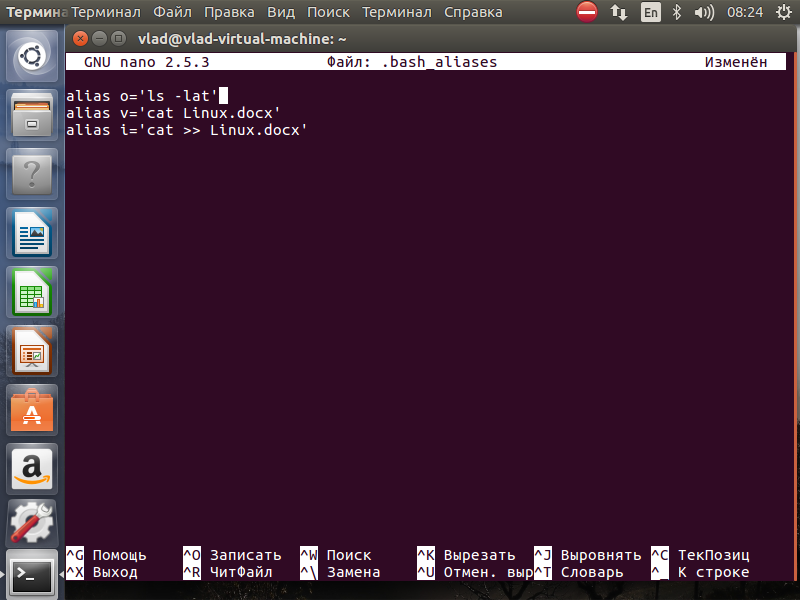 Термина Терминал Файл Правка Вид Поиск Терминал Справка En 08:24
vlad@vlad-virtual-machine: ~
GNU nano 2.5.3 Файл: .bash_aliases Изменён
alias o='ls -lat'
alias v='cat Linux.docx'
alias i='cat >> Linux.docx'
^G Помощь ^O Записать ^W Поиск ^K Вырезать ^J Выровнять ^C ТекПозиц
^X Выход ^R ЧитФайл ^\ Замена ^U Отмен. выр^T Словарь ^_ К строке